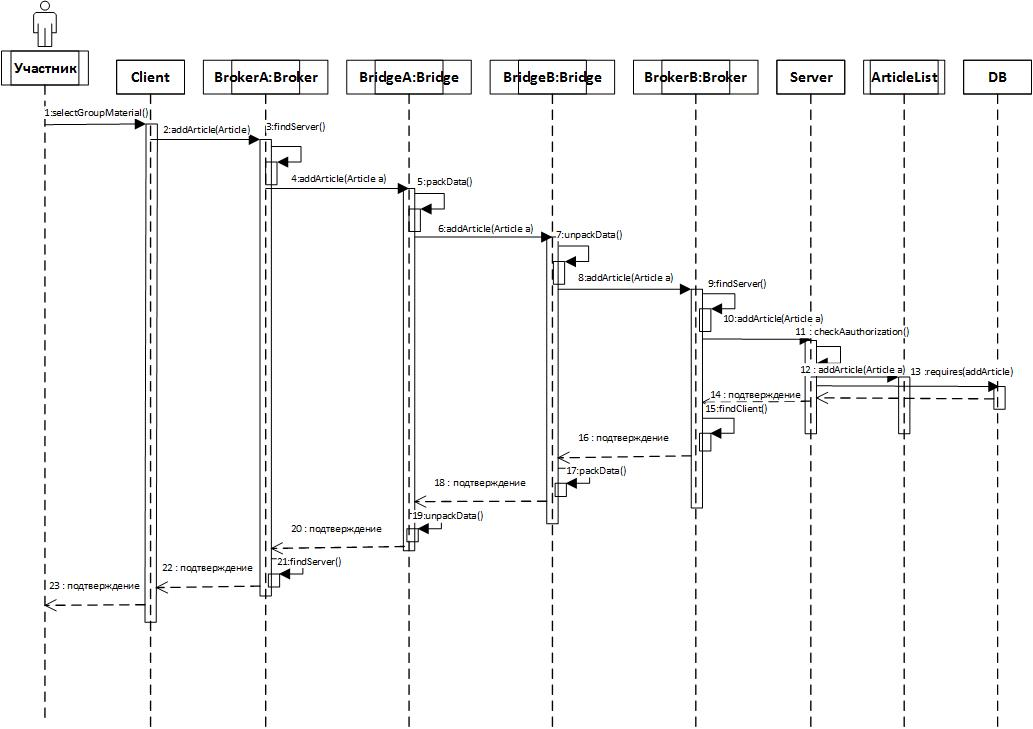 Участник
Client
BrokerA:Broker
BridgeA:Bridge
BridgeB:Bridge
BrokerB:Broker
Server
ArticleList
DB
1:selectGroupMaterial()
2:addArticle(Article)
3:findServer()
4:addArticle(Article a)
5:packData()
6:addArticle(Article a)
7:unpackData()
8:addArticle(Article a)
9:findServer()
10:addArticle(Article a)
11 : checkAauthorization()
12 : addArticle(Article a)
13 :requires(addArticle)
14 : подтверждение
15:findClient()
16 : подтверждение
17:packData()
18 : подтверждение
19:unpackData()
20 : подтверждение
21:findServer()
22 : подтверждение
23 : подтверждение